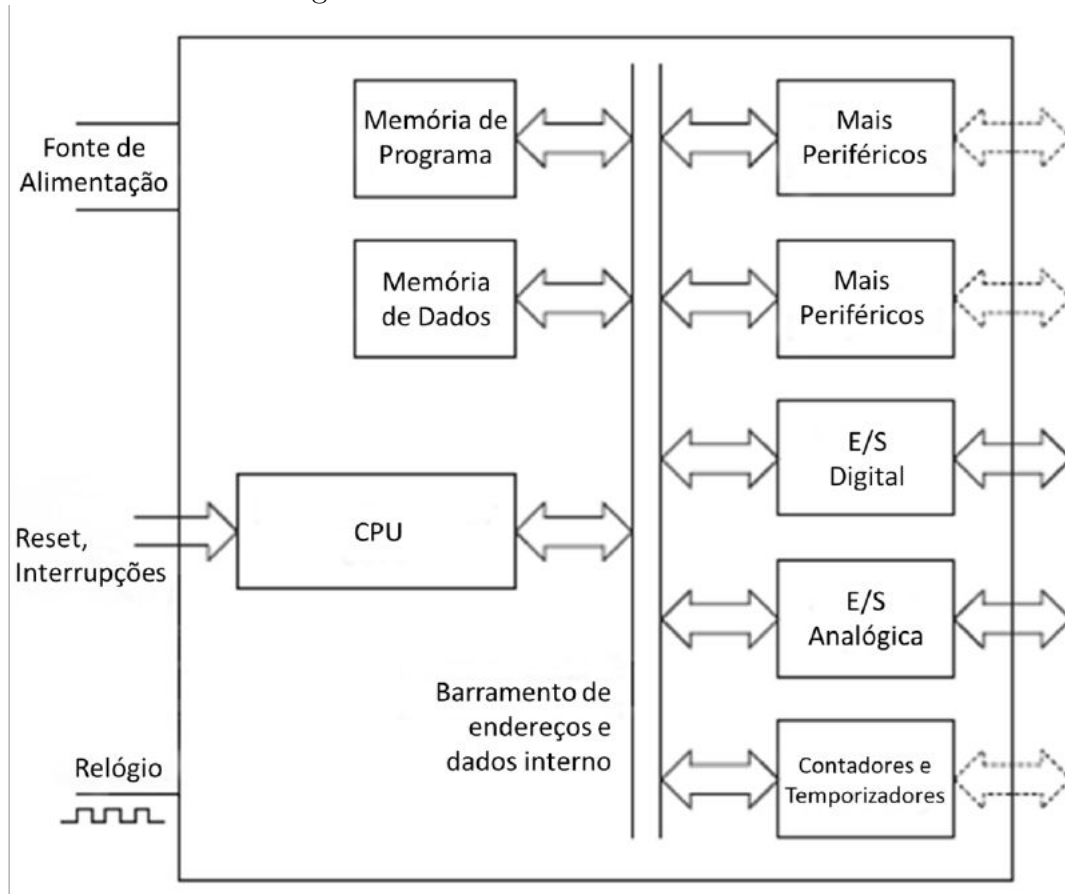 Memória de
Programa
Mais
Periféricos
Fonte de
Alimentação
Memória
de Dados
Mais
Periféricos
E/S
Digital
CPU
Reset,
Interrupções
E/S
Analógica
Barramento de
endereços e
dados interno
Relógio
Contadores e
Temporizadores